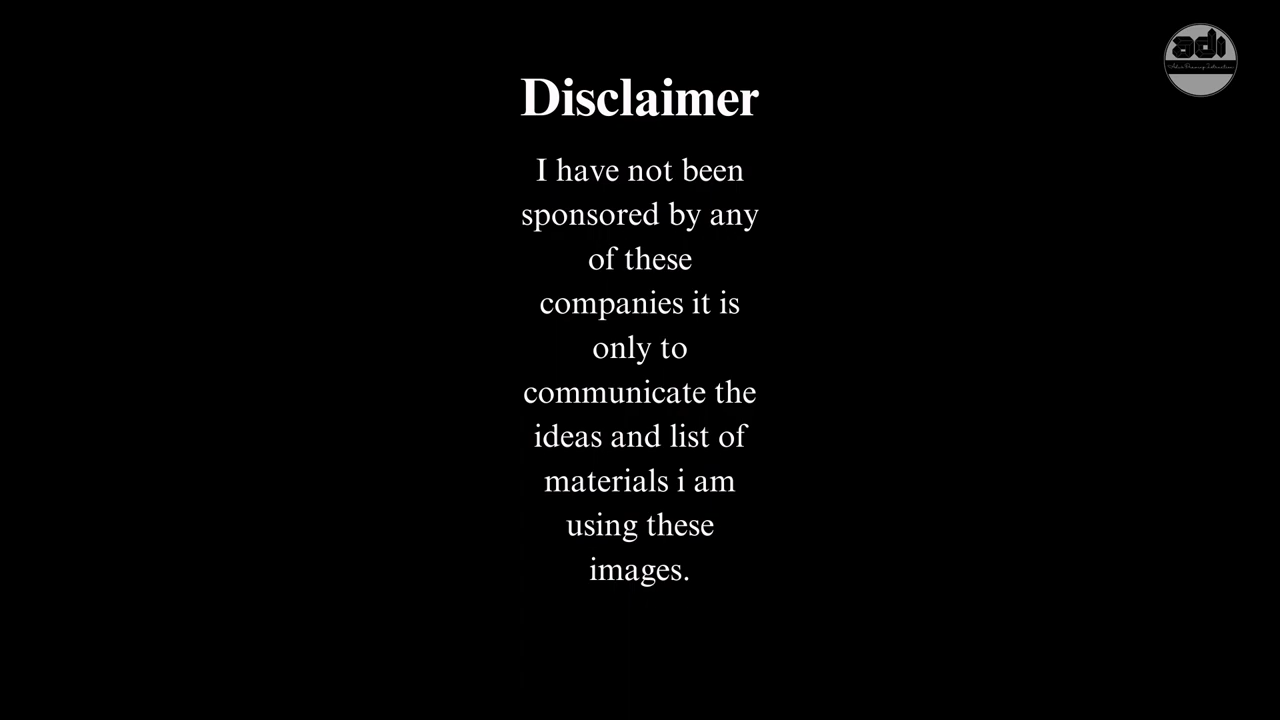 adi
Disclaimer
I have not been
sponsored by any
of these
companies it is
only to
communicate the
ideas and list of
materials i am
using these
images.